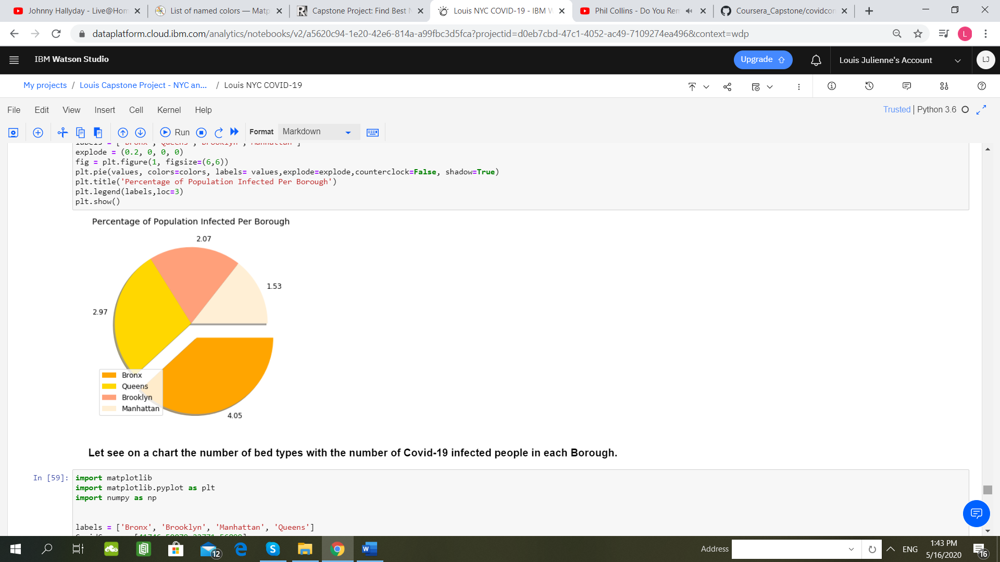 Johnny Hallyday - Live@Hom
List of named colors — Matp
Capstone Project: Find Best N
Louis NYC COVID-19 - IBM W
Phil Collins - Do You Rem
Coursera_Capstone/covidcor
dataplatform.cloud.ibm.com/analytics/notebooks/v2/a5620c94-1e20-42e6-814a-a99fbc3d5fca?projectid=d0eb7cbd-47c1-4052-ac49-7109274ea496&context=wdp
L
IBM Watson Studio
Upgrade
Louis Julienne's Account
LJ
My projects / Louis Capstone Project - NYC an... / Louis NYC COVID-19
File Edit View Insert Cell Kernel Help
Trusted | Python 3.6
Run
Format
Markdown
labels = ['Bronx', 'Queens', 'Brooklyn', 'Manhattan']
explode = (0.2, 0, 0, 0)
fig = plt.figure(1, figsize=(6,6))
plt.pie(values, colors=colors, labels= values,explode=explode,counterclock=False, shadow=True)
plt.title('Percentage of Population Infected Per Borough')
plt.legend(labels,loc=3)
plt.show()
Percentage of Population Infected Per Borough
2.07
1.53
2.97
Bronx
Queens
Brooklyn
Manhattan
4.05
Let see on a chart the number of bed types with the number of Covid-19 infected people in each Borough.
In [59]:
import matplotlib
import matplotlib.pyplot as plt
import numpy as np
labels = ['Bronx', 'Brooklyn', 'Manhattan', 'Queens']
12
Address
ENG
1:43 PM
5/16/2020
16